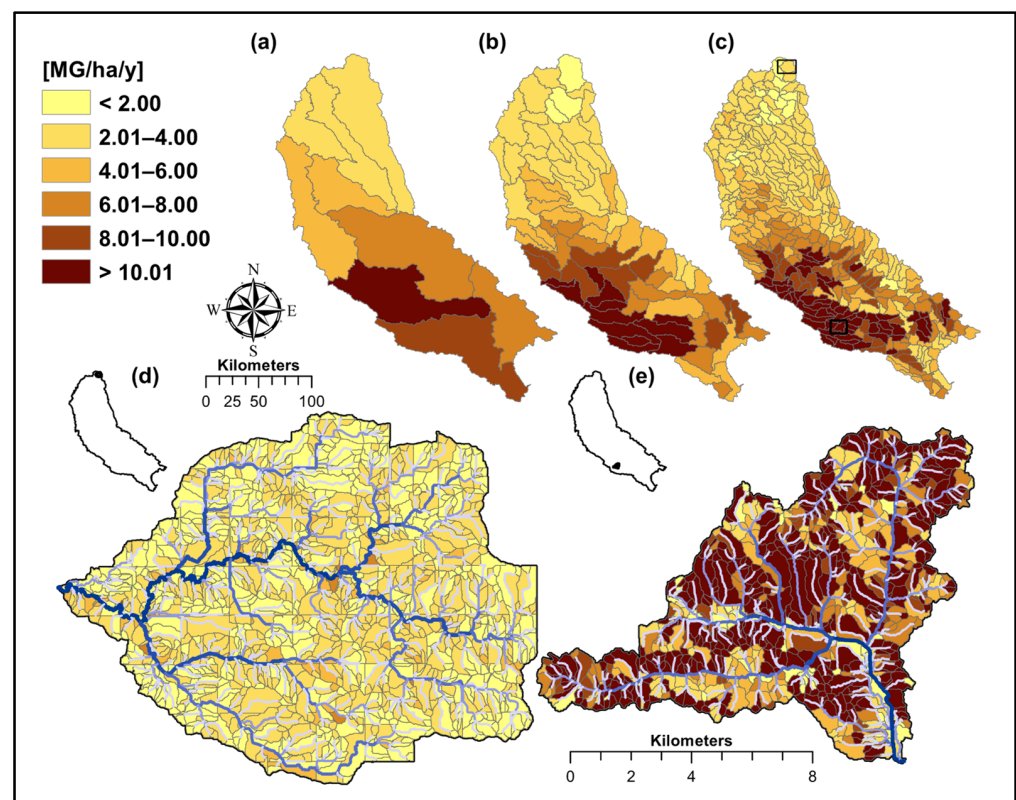 (a)
(b)
(c)
[MG/ha/y]
< 2.00
2.01–4.00
4.01–6.00
6.01–8.00
8.01–10.00
> 10.01
N
W E
S
Kilometers
0 25 50 100
(d)
(e)
Kilometers
0 2 4 8